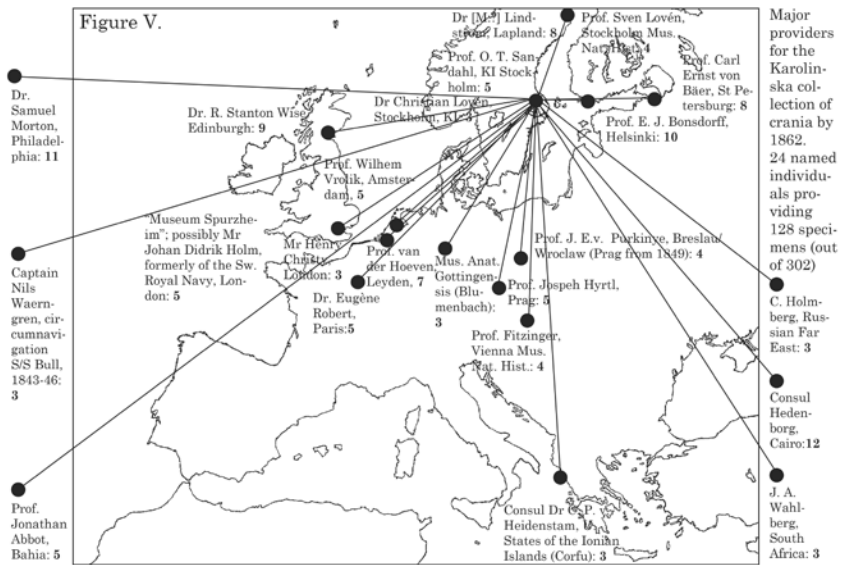 Figure V.
Major
providers
for the
Karolin-
ska col-
lection of
crania by
1862.
24 named
individu-
als pro-
viding
128 speci-
mens (out
of 302)
Dr [M.?] Lind-
ström, Lapland: 8
Prof. Sven Lovén,
Stockholm Mus.
Nat. Hist: 4
Prof. O. T. San-
dahl, KI Stock-
holm: 5
Prof. Carl
Ernst von
Bäer, St Pe-
tersburg: 8
Dr.
Samuel
Morton,
Philadel-
phia: 11
Dr. R. Stanton Wise
Edinburgh: 9
Dr Christian Lovén
Stockholm, KI: 3
Prof. E. J. Bonsdorff,
Helsinki: 10
Prof. Wilhem
Vrolik, Amster-
dam, 5
"Museum Spurzhe-
im"; possibly Mr
Johan Didrik Holm,
formerly of the Sw.
Royal Navy, Lon-
don: 5
Mr Henry
Christy
London: 3
Prof. van
der Hoeven,
Leyden, 7
Mus. Anat.
Gottingen-
sis (Blu-
menbach):
3
Prof. J. E.v. Purkinye, Breslau/
Wroclaw (Prag from 1849): 4
Dr. Eugène
Robert,
Paris:5
Prof. Jospeh Hyrtl,
Prag: 5
Prof. Fitzinger,
Vienna Mus.
Nat. Hist.: 4
Captain
Nils
Waern-
gren, cir-
cumnavi-
gation
S/S Bull,
1843-46:
3
C. Holm-
berg, Rus-
sian Far
East: 3
Consul
Heden-
borg,
Cairo:12
Prof.
Jonathan
Abbot,
Bahia: 5
Consul Dr C. P. v.
Heidenstam, U.
States of the Ionian
Islands (Corfu): 3
J. A.
Wahl-
berg,
South
Africa: 3